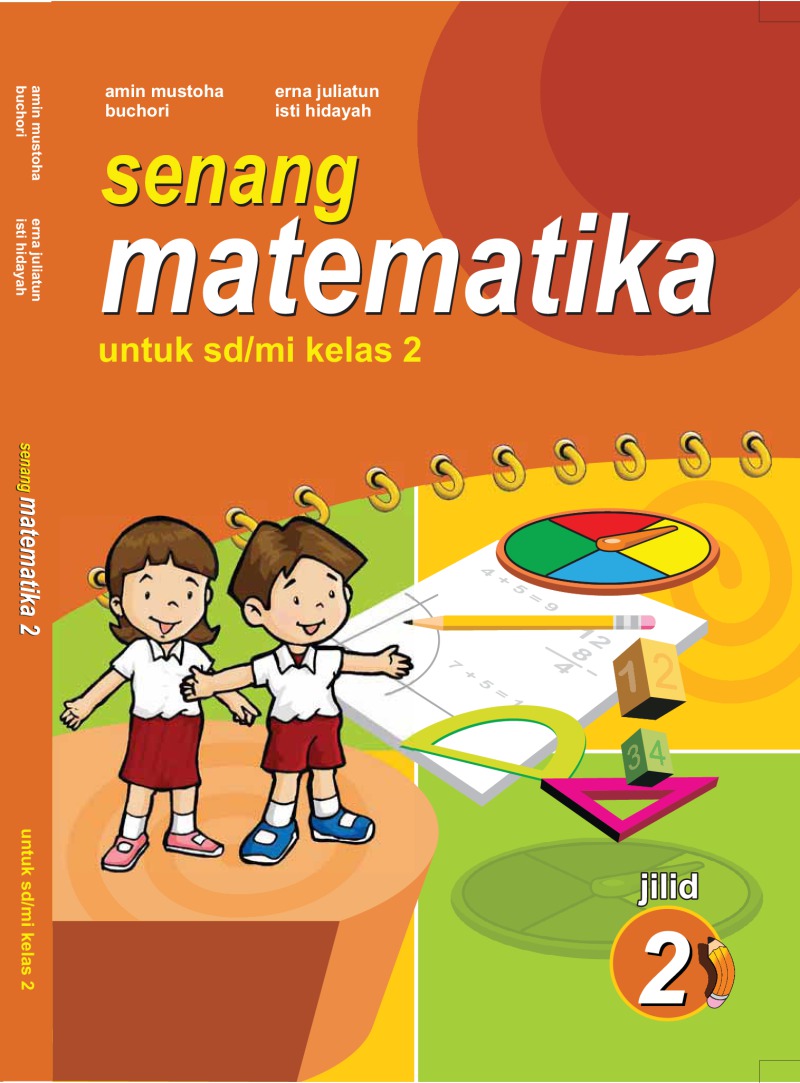 amin mustoha
buchori
erna juliatun
isti hidayah
senang
matematika
untuk sd/mi kelas 2
amin mustoha
buchori
erna juliatun
isti hidayah
senang matematika 2
untuk sd/mi kelas 2
4 + 5 = 9
12
8
4
-
7 + 5 = 1
1 2
3 4
jilid
2